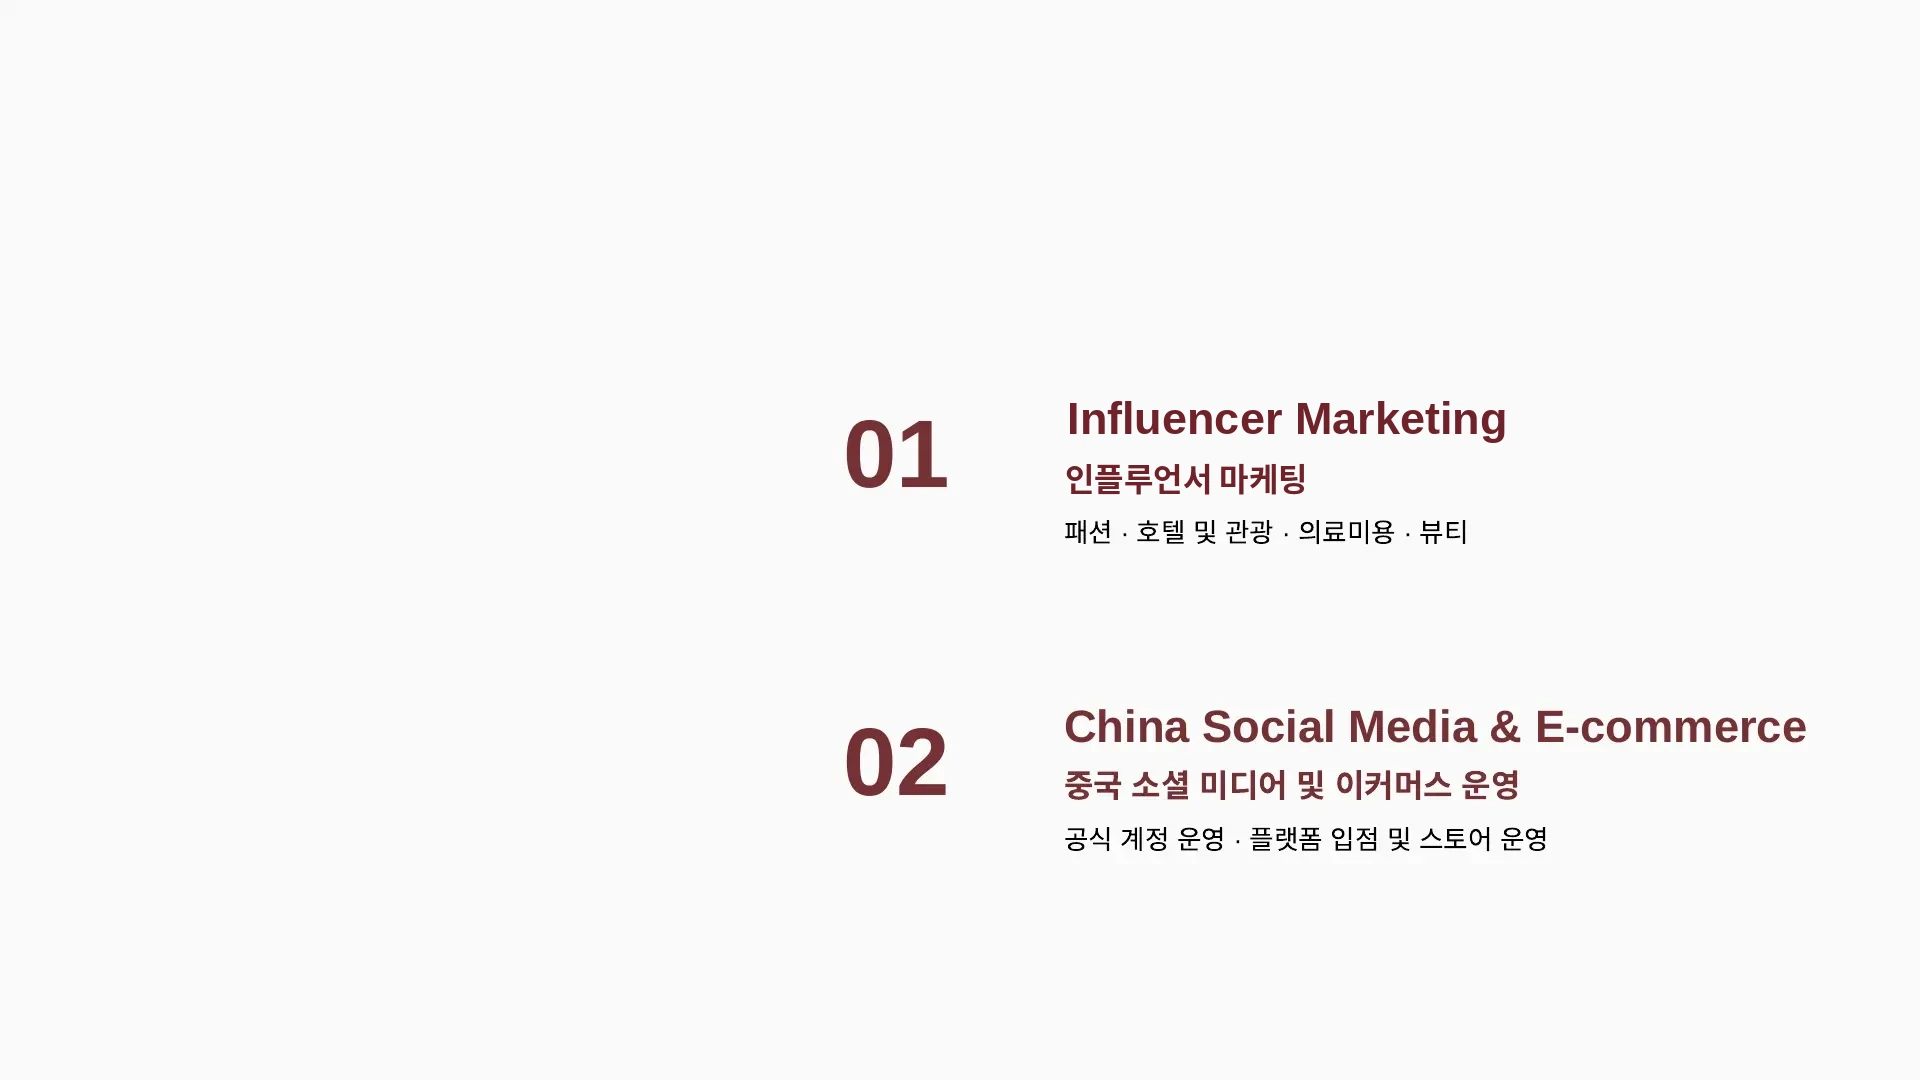 01
Influencer Marketing
인플루언서 마케팅
패션 · 호텔 및 관광 · 의료미용 · 뷰티
02
China Social Media & E-commerce
중국 소셜 미디어 및 이커머스 운영
공식 계정 운영 · 플랫폼 입점 및 스토어 운영